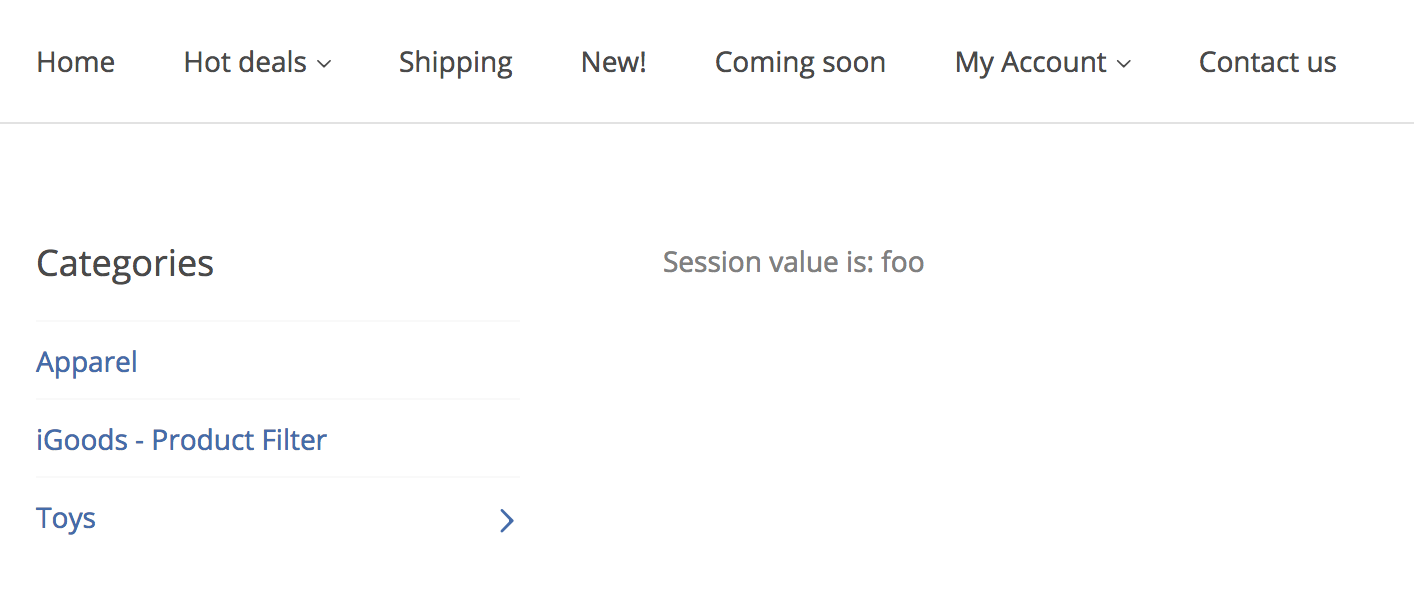 Home Hot deals Shipping New! Coming soon My Account Contact us
Categories
Session value is: foo
Apparel
iGoods - Product Filter
Toys